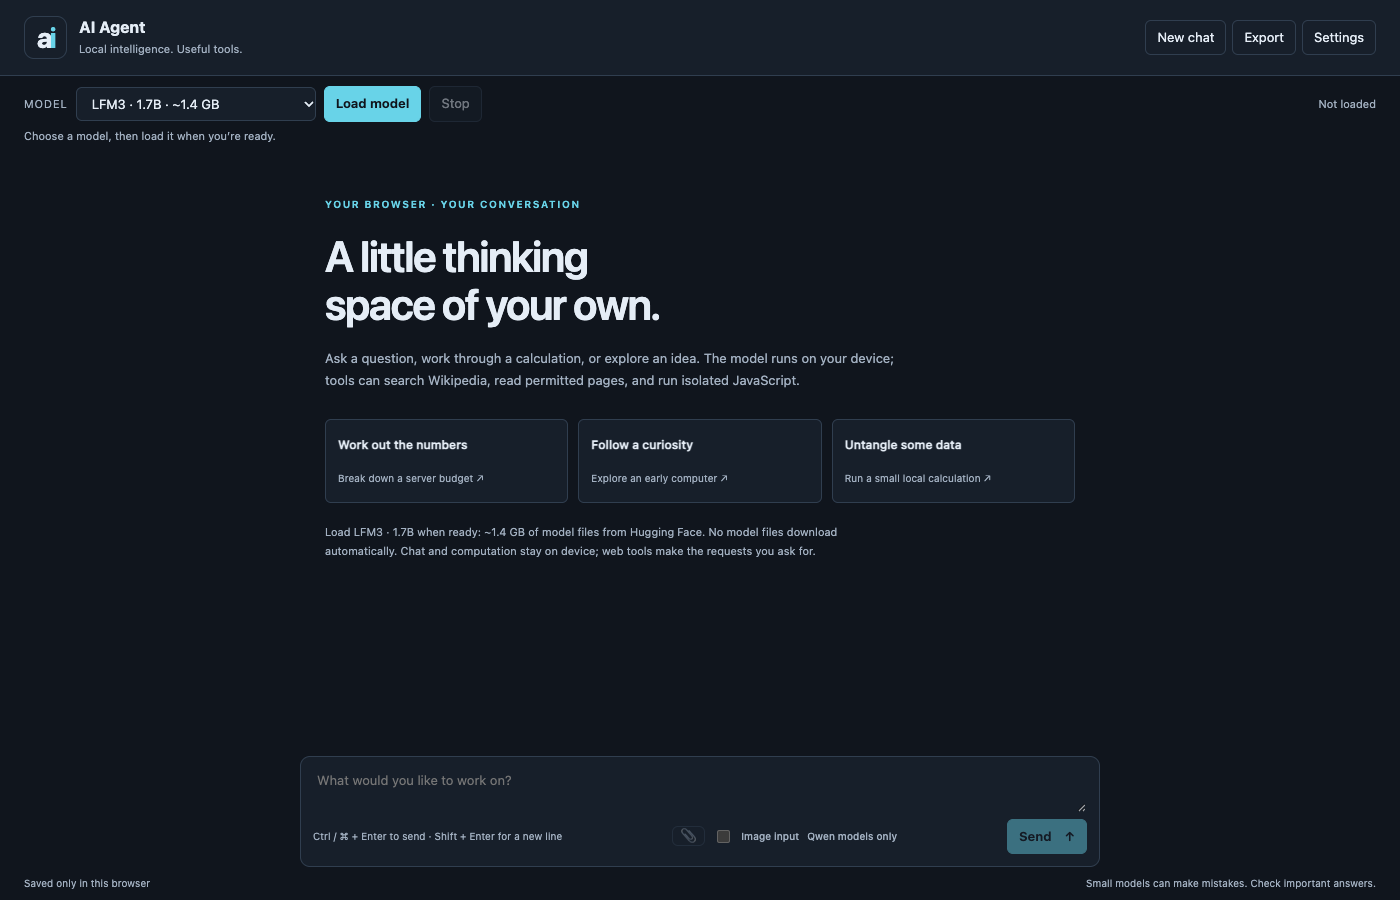 ai
AI Agent
Local intelligence. Useful tools.
New chat
Export
Settings
MODEL
LFM3 · 1.7B · ~1.4 GB
Load model
Stop
Not loaded
Choose a model, then load it when you’re ready.
YOUR BROWSER · YOUR CONVERSATION
A little thinking
space of your own.
Ask a question, work through a calculation, or explore an idea. The model runs on your device;
tools can search Wikipedia, read permitted pages, and run isolated JavaScript.
Work out the numbers
Break down a server budget ↗
Follow a curiosity
Explore an early computer ↗
Untangle some data
Run a small local calculation ↗
Load LFM3 · 1.7B when ready: ~1.4 GB of model files from Hugging Face. No model files download
automatically. Chat and computation stay on device; web tools make the requests you ask for.
What would you like to work on?
Ctrl / ⌘ + Enter to send · Shift + Enter for a new line
Image input
Qwen models only
Send ↑
Saved only in this browser
Small models can make mistakes. Check important answers.